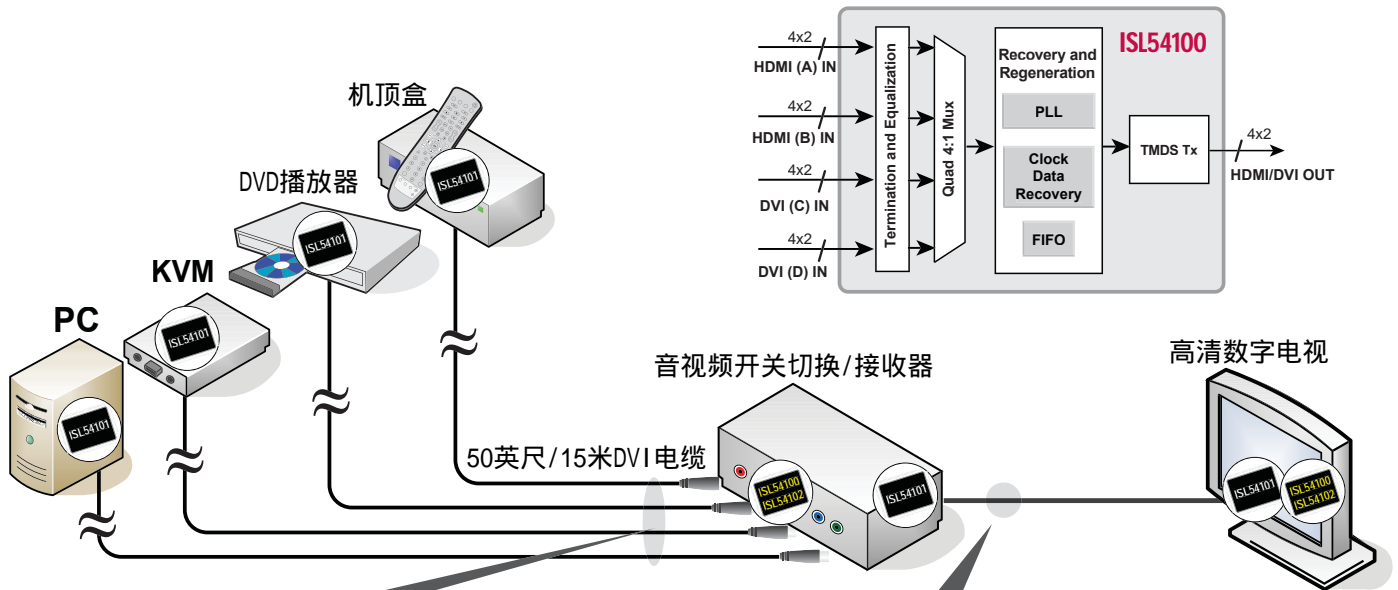 ISL54100
4x2
HDMI (A) IN
4x2
HDMI (B) IN
4x2
DVI (C) IN
4x2
DVI (D) IN
Termination and Equalization
Quad 4:1 Mux
Recovery and
Regeneration
PLL
Clock
Data
Recovery
FIFO
TMDS Tx
4x2
HDMI/DVI OUT
机顶盒
ISL54101
DVD播放器
ISL54101
KVM
ISL54101
PC
ISL54101
50英尺/15米DVI电缆
音视频开关切换/接收器
ISL54100
ISL54102
ISL54101
高清数字电视
ISL54101
ISL54100
ISL54102